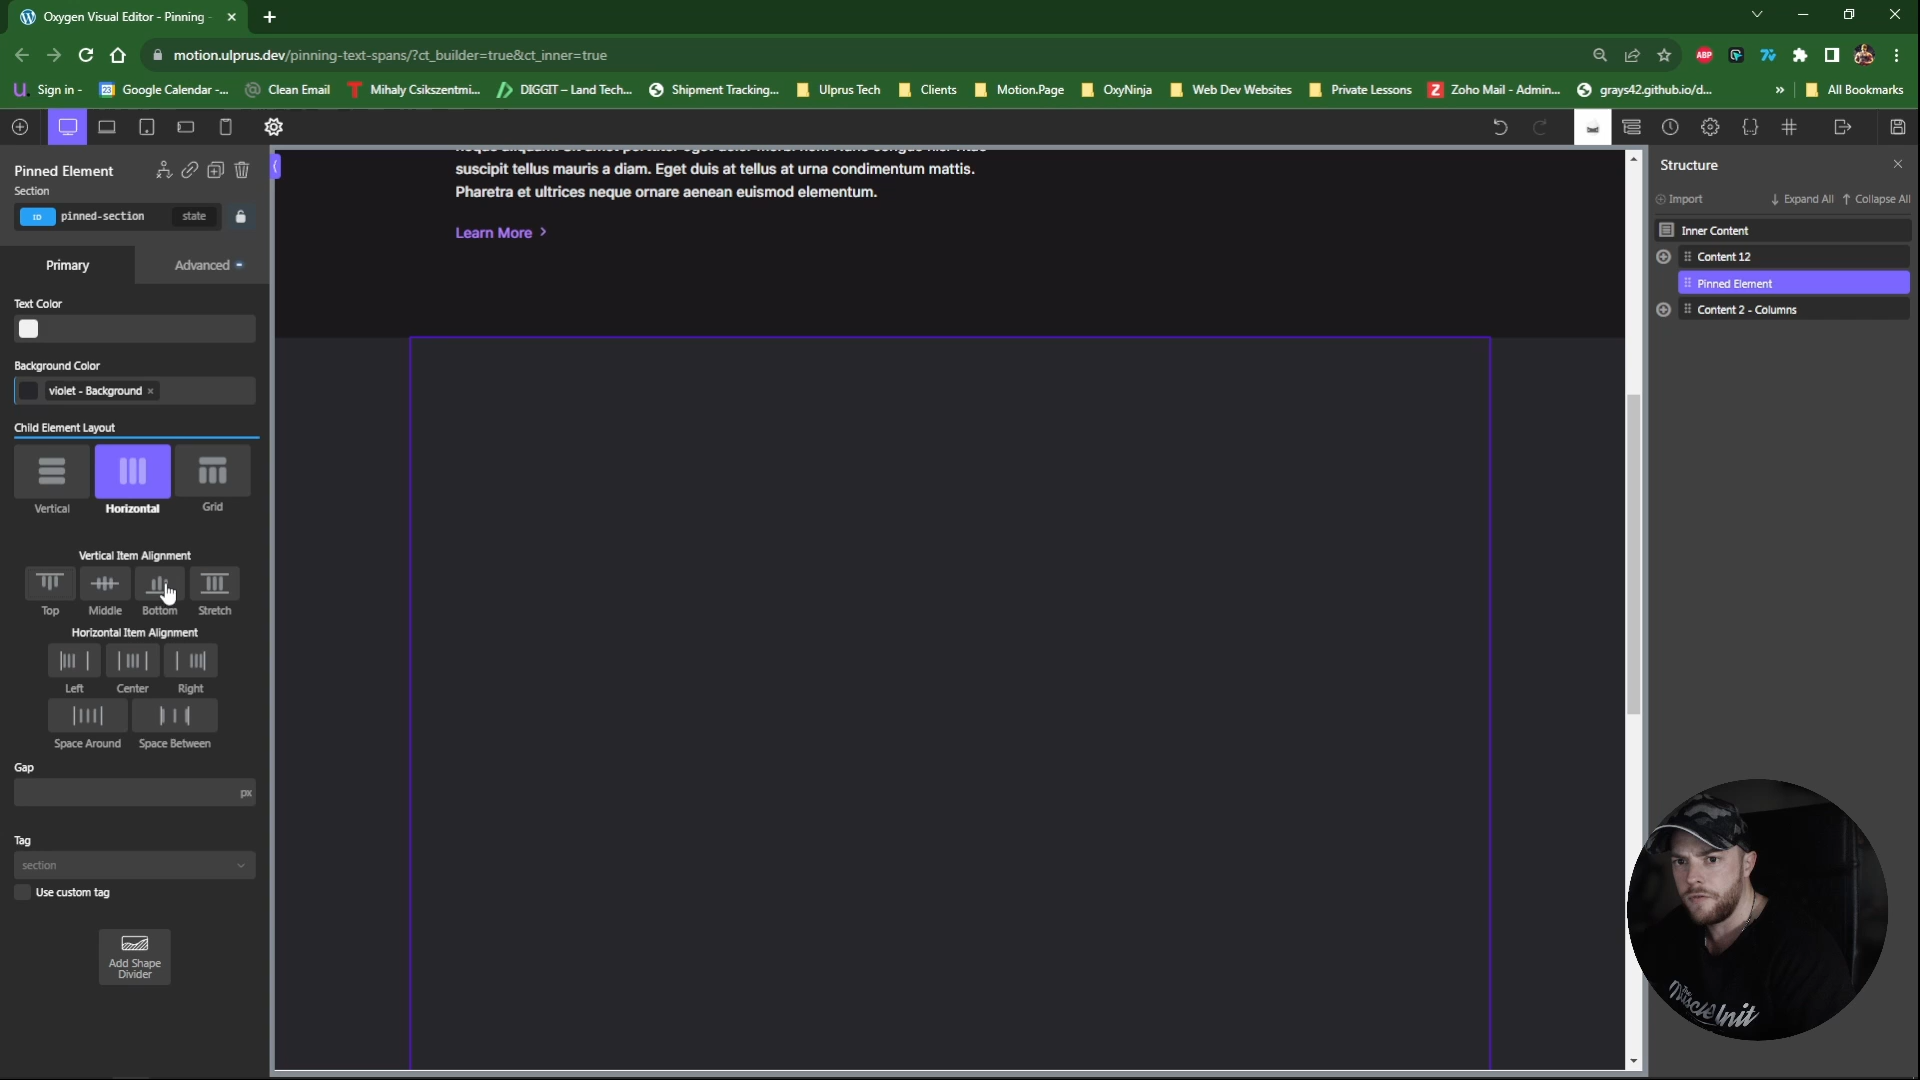 Oxygen Visual Editor - Pinning -
motion.ulprus.dev/pinning-text-spans/?ct_builder=true&ct_inner=true
ABP
Sign in -
Google Calendar -...
Clean Email
Mihaly Csikszentmi...
DIGGIT – Land Tech...
Shipment Tracking...
Ulprus Tech
Clients
Motion.Page
OxyNinja
Web Dev Websites
Private Lessons
Zoho Mail - Admin...
grays42.github.io/d...
»
All Bookmarks
Pinned Element
Section
ID pinned-section state
Primary
Advanced
Text Color
Background Color
violet - Background ×
Child Element Layout
Vertical
Horizontal
Grid
Vertical Item Alignment
Top
Middle
Bottom
Stretch
Horizontal Item Alignment
Left
Center
Right
Space Around
Space Between
Gap
px
Tag
section
Use custom tag
Add Shape
Divider
suscipit tellus mauris a diam. Eget duis at tellus at urna condimentum mattis.
Pharetra et ultrices neque ornare aenean euismod elementum.
Learn More >
Structure
Import
Expand All
Collapse All
Inner Content
Content 12
Pinned Element
Content 2 - Columns
The
Muscle Unit